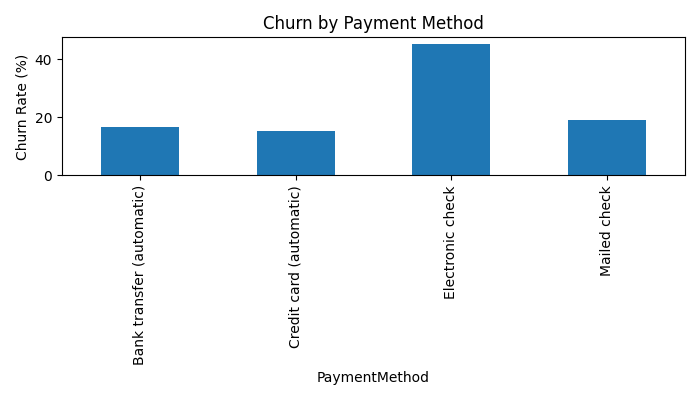 Churn by Payment Method
Churn Rate (%)
40
20
0
Bank transfer (automatic)
Credit card (automatic)
Electronic check
Mailed check
PaymentMethod